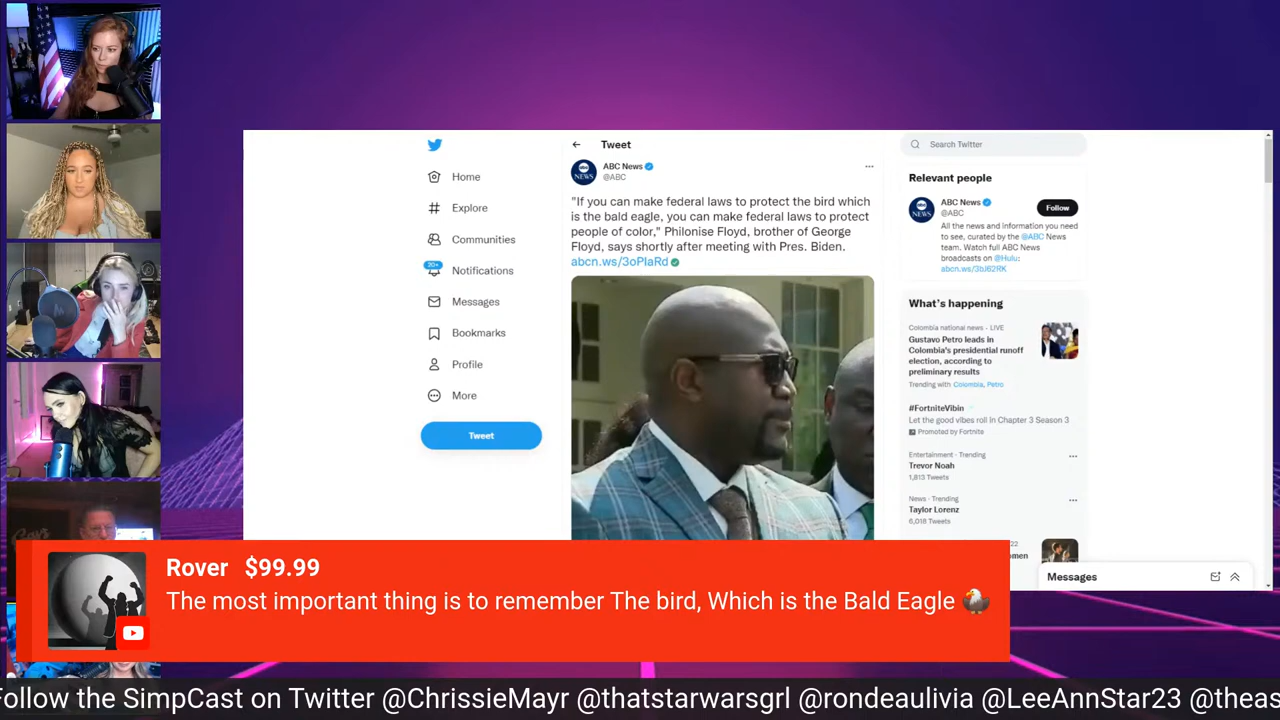 Home
Explore
Communities
20+
Notifications
Messages
Bookmarks
Profile
More
Tweet
Tweet
ABC News
@ABC
"If you can make federal laws to protect the bird which
is the bald eagle, you can make federal laws to protect
people of color," Philonise Floyd, brother of George
Floyd, says shortly after meeting with Pres. Biden.
abcn.ws/3oPIaRd
Search Twitter
Relevant people
ABC News
@ABC
Follow
All the news and information you need
to see, curated by the @ABC News
team. Watch full ABC News
broadcasts on @Hulu:
abcn.ws/3bJ62RK
What's happening
Colombia national news · LIVE
Gustavo Petro leads in
Colombia's presidential runoff
election, according to
preliminary results
Trending with Colombia, Petro
#FortniteVibin
Let the good vibes roll in Chapter 3 Season 3
Promoted by Fortnite
Entertainment · Trending
Trevor Noah
1,813 Tweets
News · Trending
Taylor Lorenz
6,018 Tweets
Messages
Rover $99.99
The most important thing is to remember The bird, Which is the Bald Eagle 🦅
Follow the SimpCast on Twitter @ChrissieMayr @thatstarwarsgrl @rondeaulivia @LeeAnnStar23 @theas